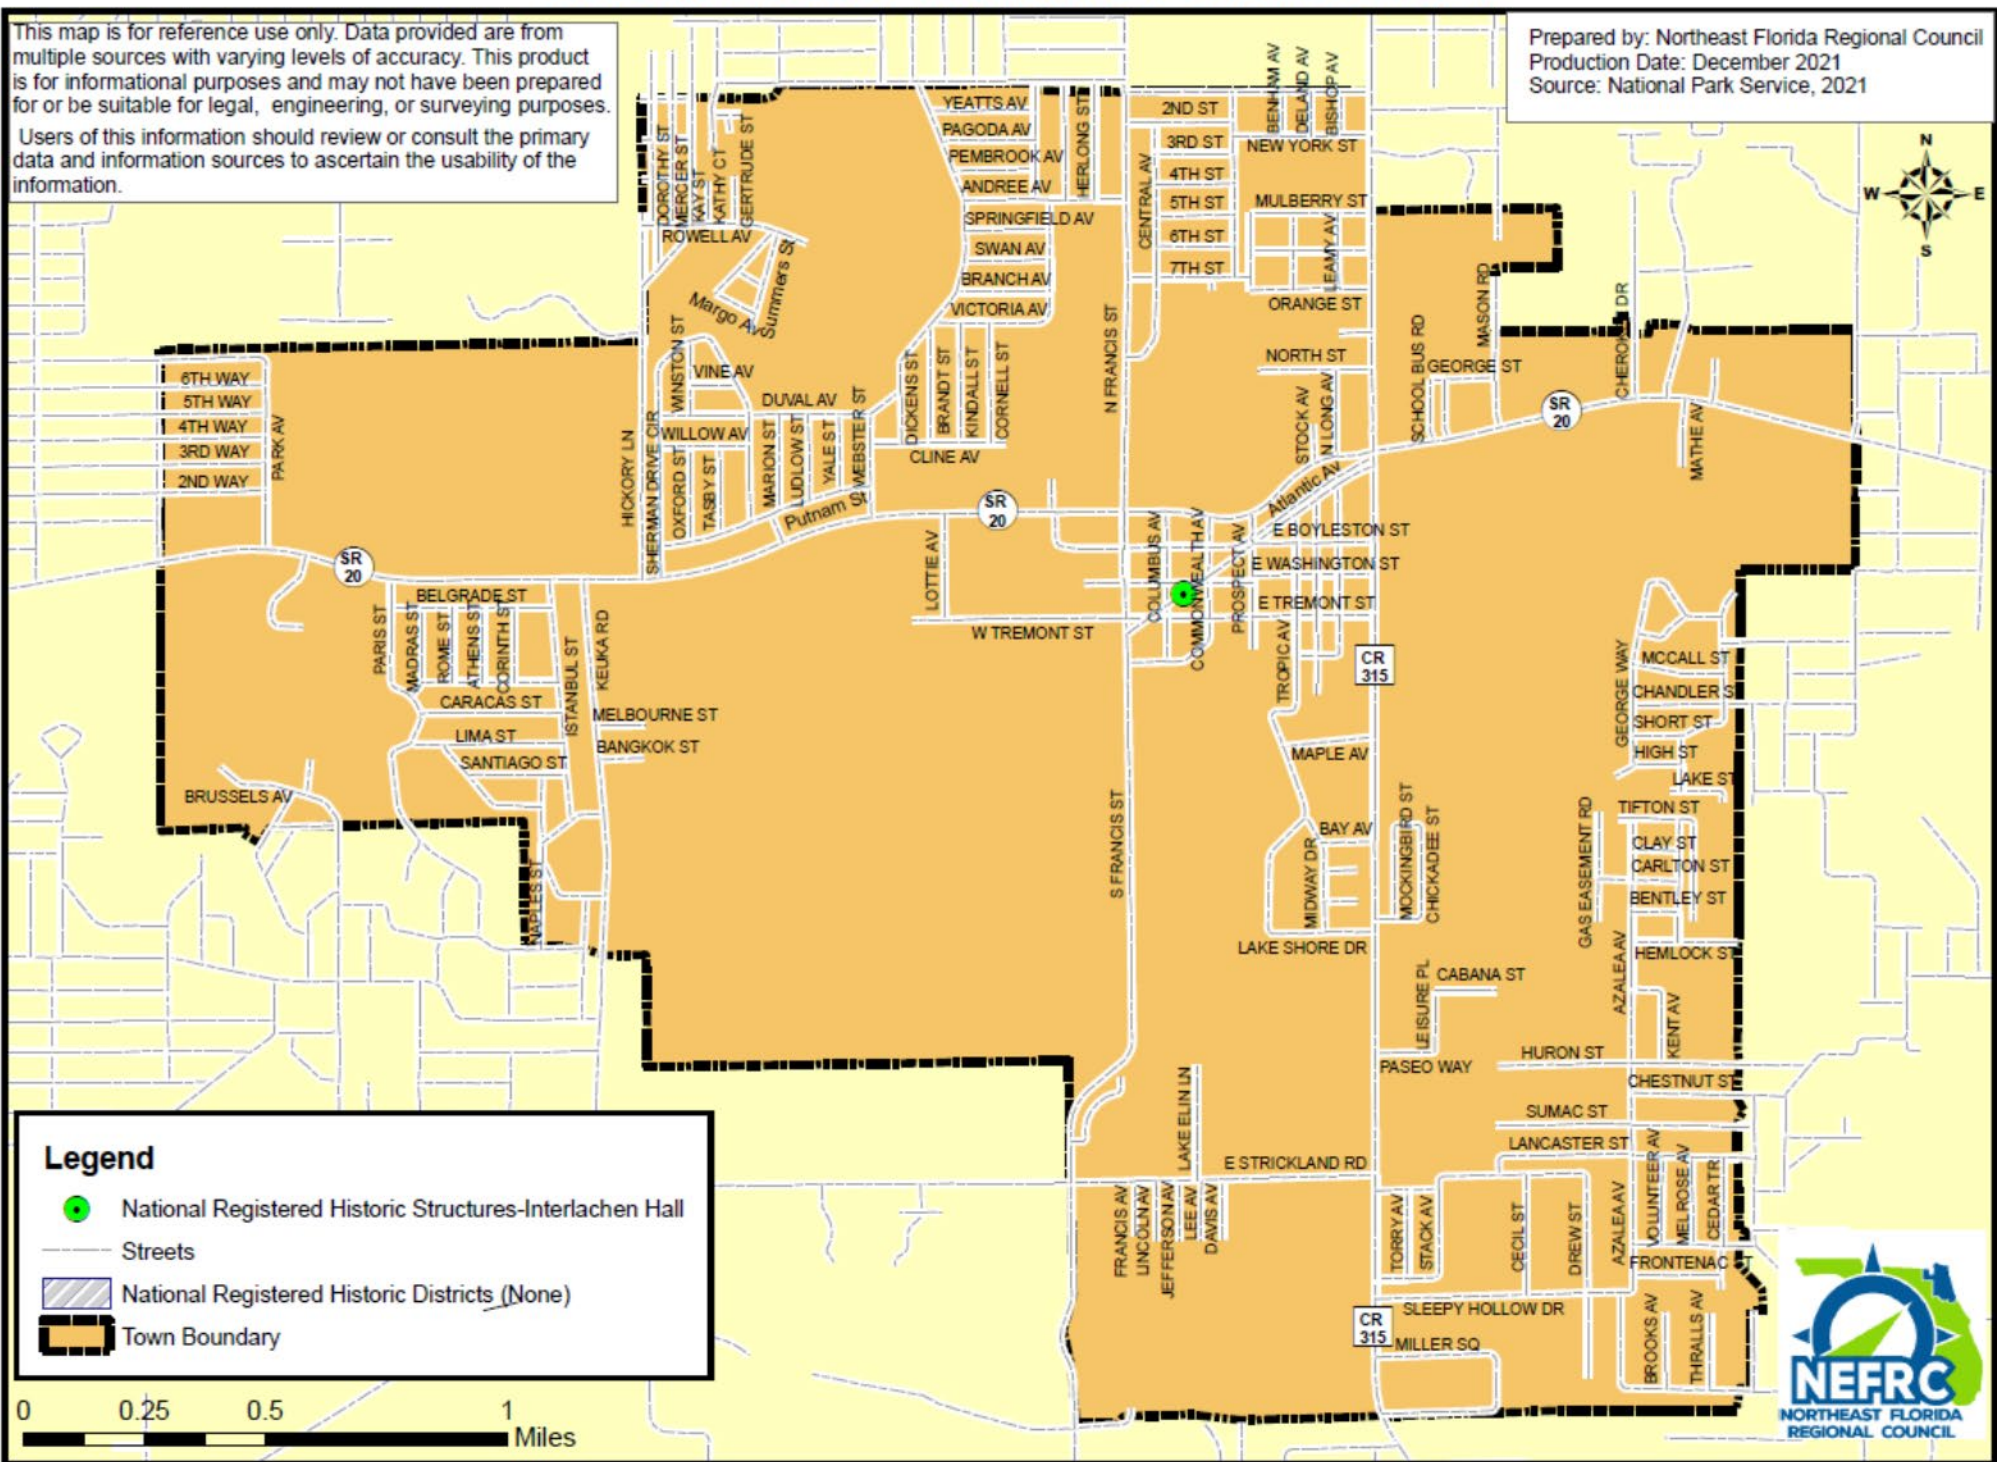 This map is for reference use only. Data provided are from
multiple sources with varying levels of accuracy. This product
is for informational purposes and may not have been prepared
for or be suitable for legal, engineering, or surveying purposes.
Users of this information should review or consult the primary
data and information sources to ascertain the usability of the
information.
Prepared by: Northeast Florida Regional Council
Production Date: December 2021
Source: National Park Service, 2021
N
W
E
S
DOROTHY ST
MERCER ST
KAY ST
KATHY CT
GERTRUDE ST
ROWELL AV
Margo Av
Summers St
YEATTS AV
PAGODA AV
PEMBROOK AV
ANDREE AV
SPRINGFIELD AV
SWAN AV
BRANCH AV
VICTORIA AV
HERLONG ST
CENTRAL AV
2ND ST
3RD ST
4TH ST
5TH ST
6TH ST
7TH ST
BENHAM AV
DELAND AV
BISHOP AV
NEW YORK ST
MULBERRY ST
LEAMY AV
ORANGE ST
NORTH ST
N FRANCIS ST
STOCK AV
N LONG AV
SCHOOL BUS RD
MASON RD
GEORGE ST
SR
20
MATHE AV
6TH WAY
5TH WAY
4TH WAY
3RD WAY
2ND WAY
PARK AV
HICKORY LN
SHERMAN DRIVE CIR
WINSTON ST
VINE AV
DUVAL AV
WILLOW AV
OXFORD ST
TASBY ST
MARION ST
LUDLOW ST
YALE ST
WEBSTER ST
Putnam St
DICKENS ST
BRANDT ST
KINDALL ST
CORNELL ST
CLINE AV
SR
20
SR
20
LOTTIE AV
W TREMONT ST
COLUMBUS AV
COMMONWEALTH AV
PROSPECT AV
Atlantic Av
E BOYLESTON ST
E WASHINGTON ST
E TREMONT ST
TROPIC AV
CR
315
BELGRADE ST
PARIS ST
MADRAS ST
ROME ST
ATHENS ST
CORINTH ST
ISTANBUL ST
KEUKA RD
CARACAS ST
LIMA ST
SANTIAGO ST
MELBOURNE ST
BANGKOK ST
BRUSSELS AV
NAPLES ST
S FRANCIS ST
MAPLE AV
BAY AV
MIDWAY DR
MOCKINGBIRD ST
CHICKADEE ST
LAKE SHORE DR
GEORGE WAY
MCCALL ST
SHORT ST
HIGH ST
LAKE ST
TIFTON ST
CLAY ST
CARLTON ST
BENTLEY ST
GAS EASEMENT RD
HEMLOCK ST
AZALEA AV
KENT AV
CABANA ST
LEISURE PL
PASEO WAY
HURON ST
CHESTNUT ST
SUMAC ST
LANCASTER ST
LAKE ELIN LN
E STRICKLAND RD
FRANCIS AV
LINCOLN AV
JEFFERSON AV
LEE AV
DAVIS AV
TORRY AV
STACK AV
CECIL ST
DREW ST
AZALEA AV
VOLUNTEER AV
MELROSE AV
CEDAR TR
SLEEPY HOLLOW DR
CR
315
MILLER SQ
BROOKS AV
THRALLS AV
Legend
National Registered Historic Structures-Interlachen Hall
Streets
National Registered Historic Districts (None)
Town Boundary
0
0.25
0.5
1
Miles
NEFRC
NORTHEAST FLORIDA
REGIONAL COUNCIL